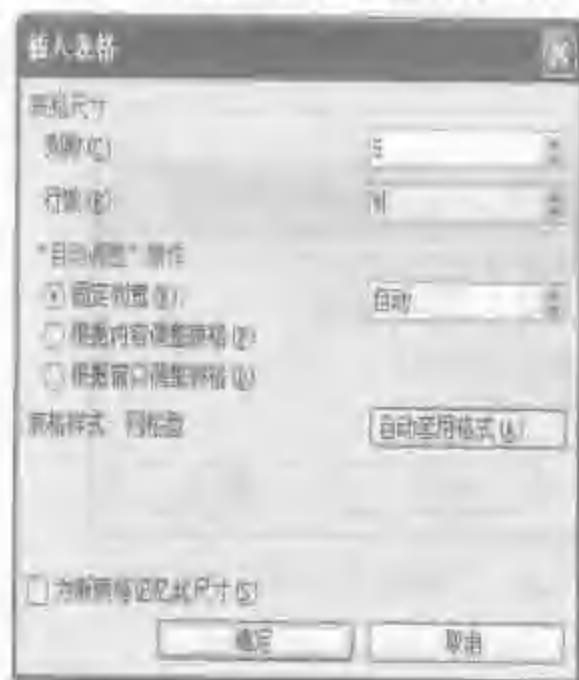 插入表格
表格尺寸
列数(C)
5
行数(R)
"自动调整"操作
固定列宽(W):
自动
根据内容调整表格(F)
根据窗口调整表格(D)
表格样式 网格型
自动套用格式(A)
为新表格记忆此尺寸(S)
确定
取消